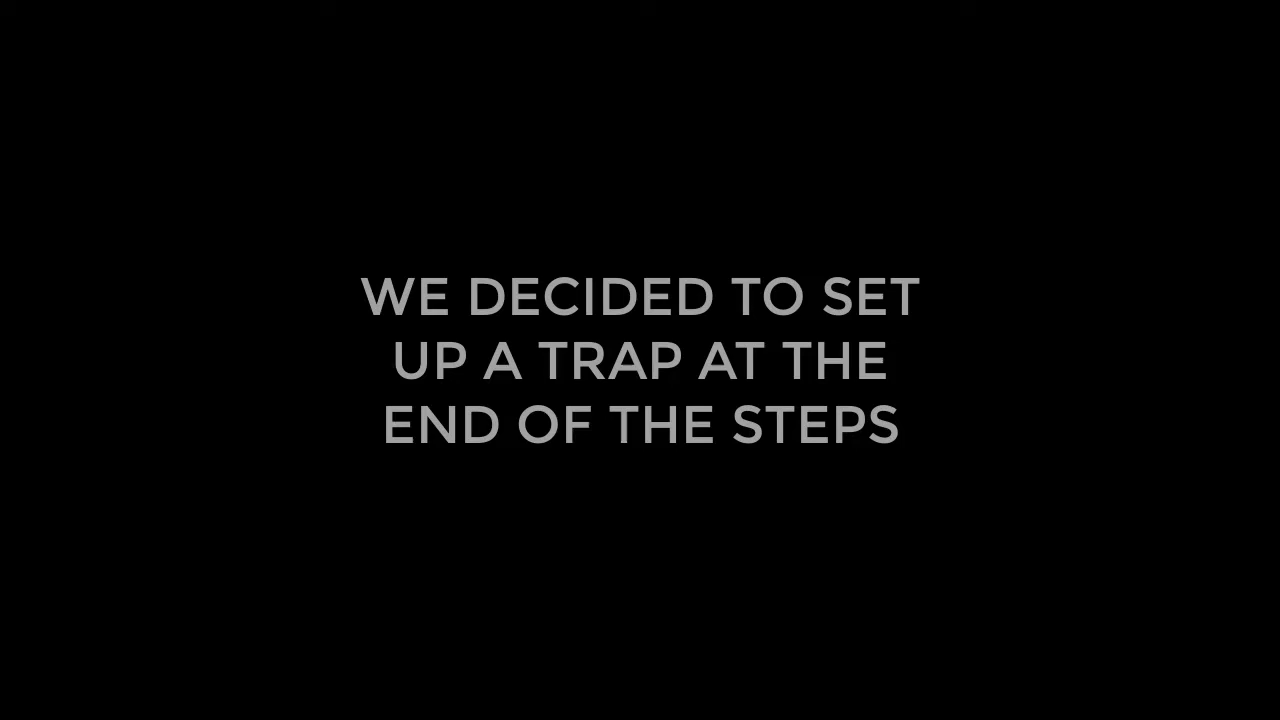 WE DECIDED TO SET
UP A TRAP AT THE
END OF THE STEPS